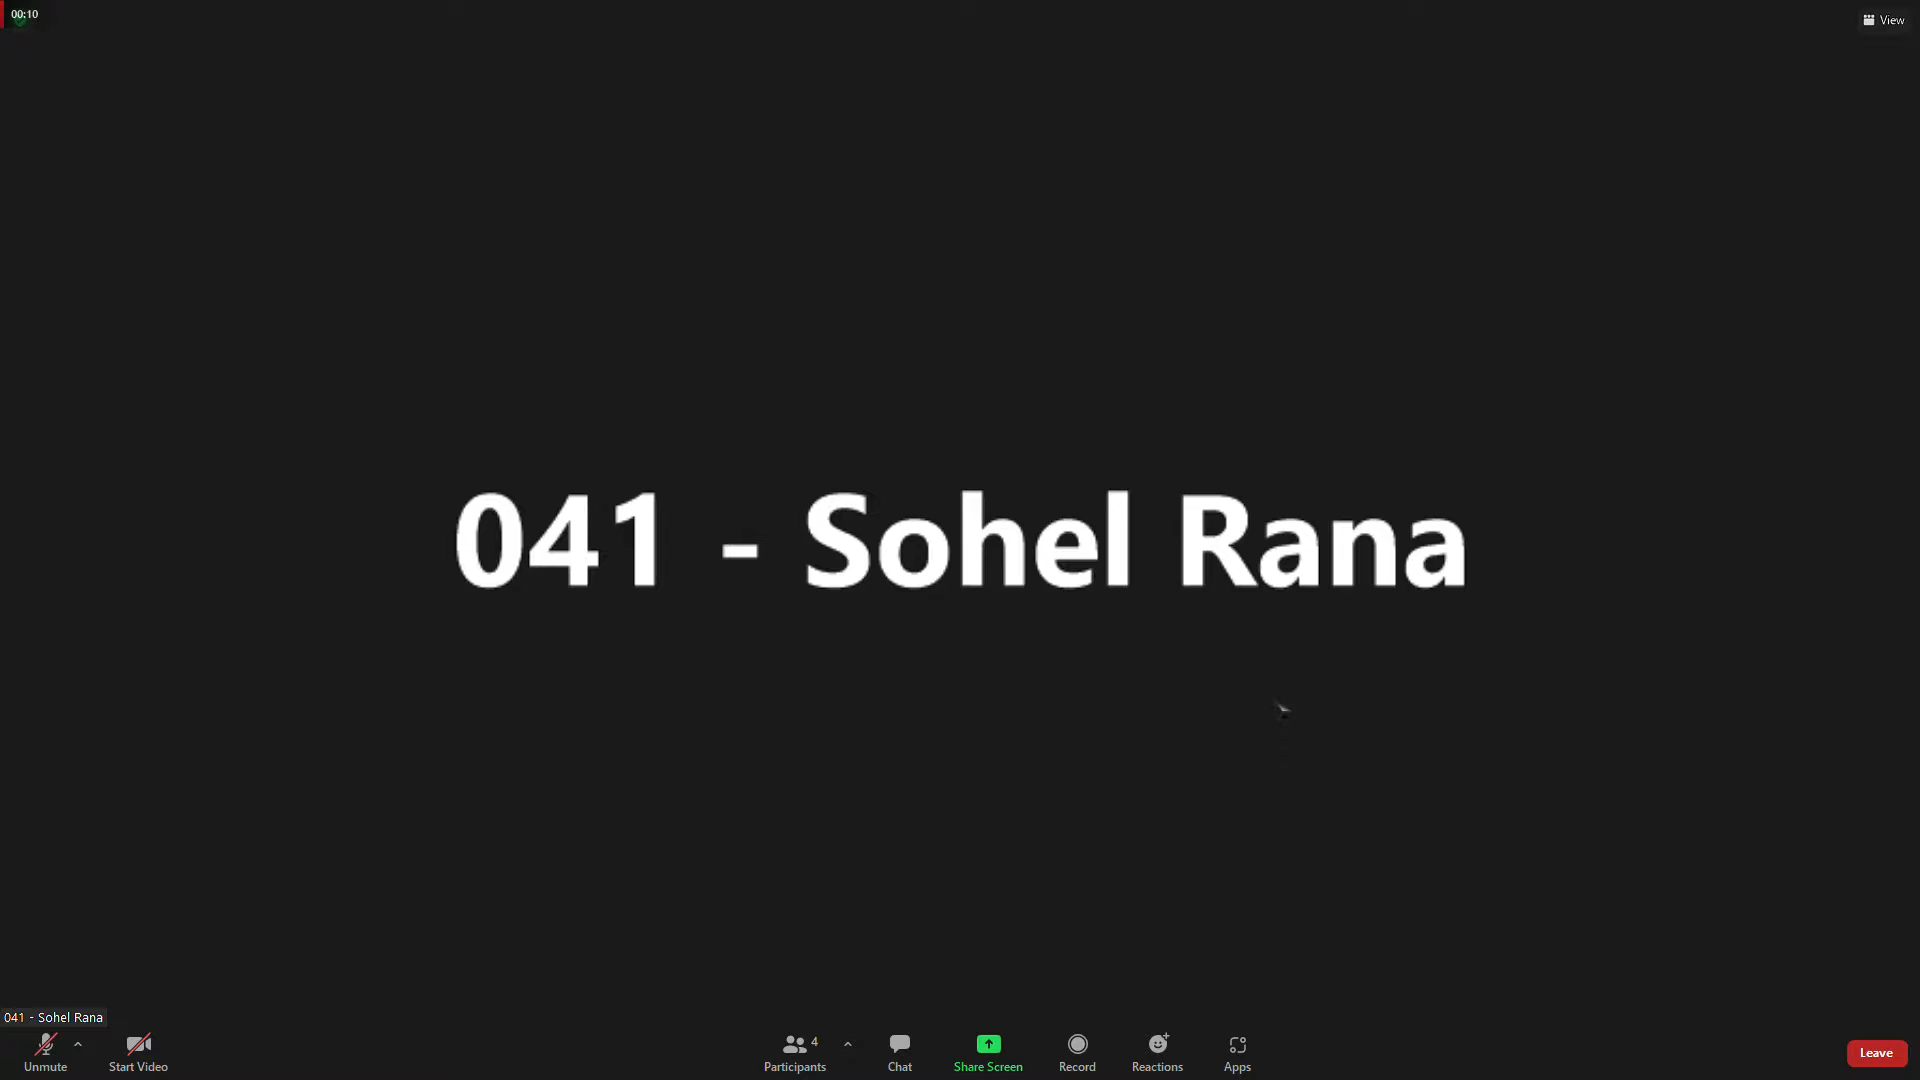 00:10
View
041 - Sohel Rana
041 - Sohel Rana
Unmute
Start Video
4
Participants
Chat
Share Screen
Record
Reactions
Apps
Leave